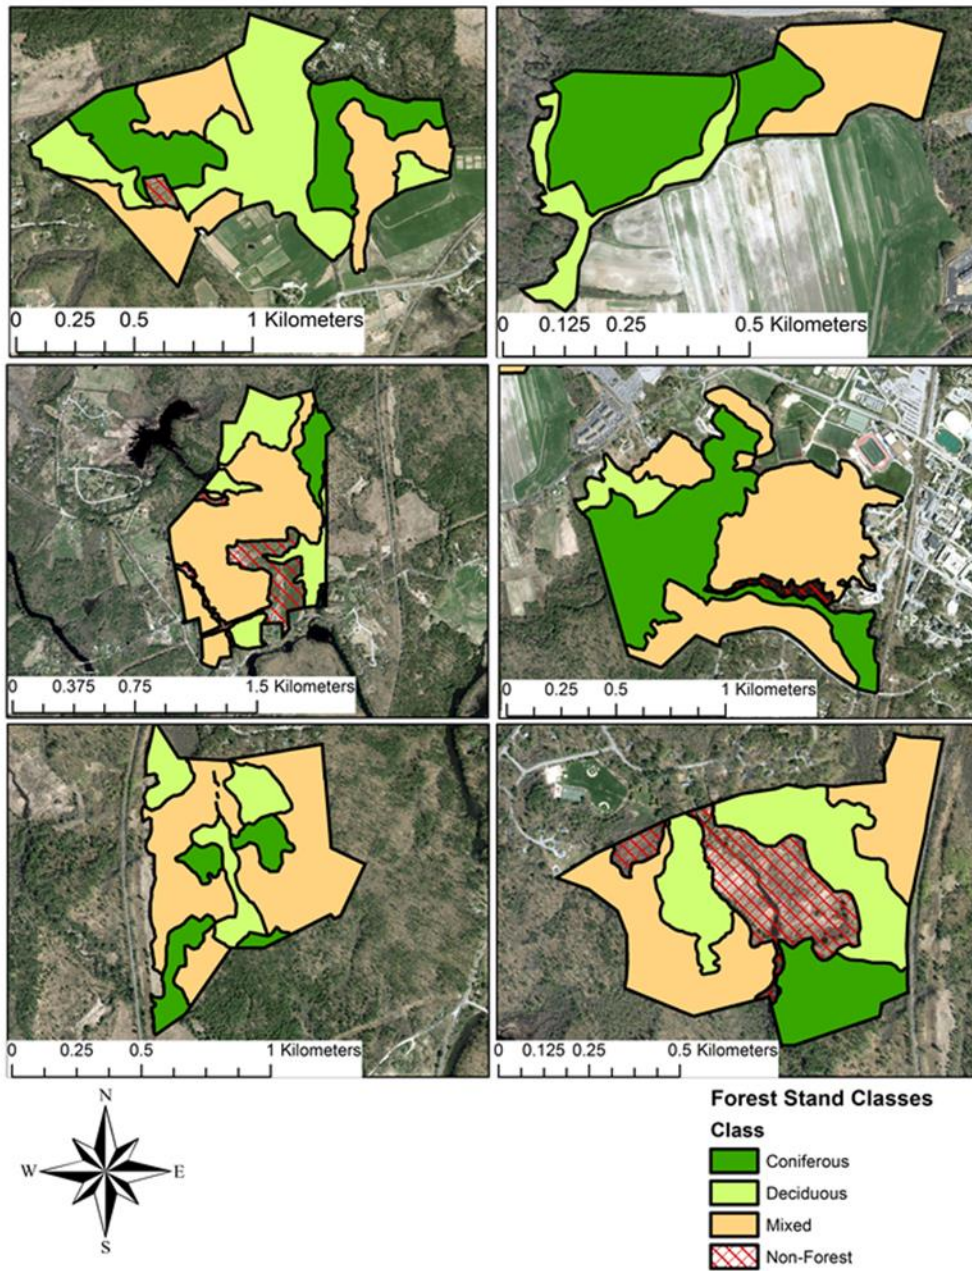 0 0.25 0.5 1 Kilometers
0 0.125 0.25 0.5 Kilometers
0 0.375 0.75 1.5 Kilometers
0 0.25 0.5 1 Kilometers
0 0.25 0.5 1 Kilometers
0 0.125 0.25 0.5 Kilometers
N
W E
S
Forest Stand Classes
Class
Coniferous
Deciduous
Mixed
Non-Forest